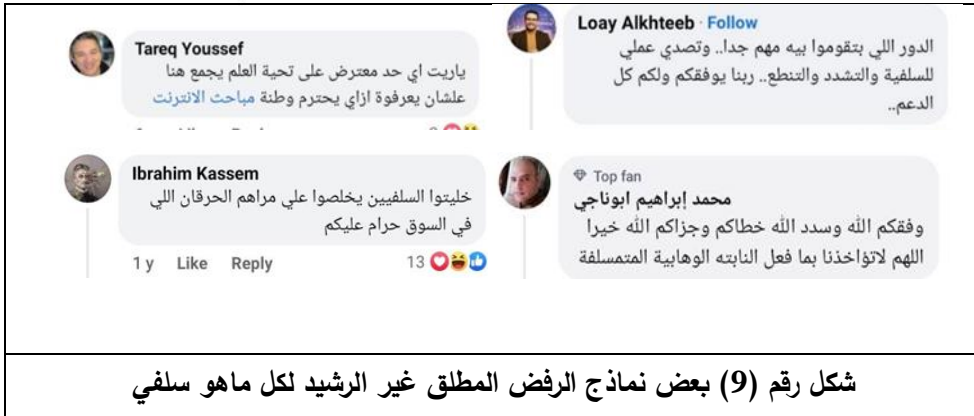 Loay Alkhteeb · Follow
الدور اللي بتقوموا بيه مهم جدا.. وتصدي عملي
للسلفية والتشدد والتنطع.. ربنا يوفقكم ولكم كل
الدعم..
Tareq Youssef
ياريت اي حد معترض على تحية العلم يجمع هنا
علشان يعرفوة ازاي يحترم وطنة مباحث الانترنت
Ibrahim Kassem
خليتوا السلفيين يخلصوا علي مراهم الحرقان اللي
في السوق حرام عليكم
1 y Like Reply 13
Top fan
محمد إبراهيم ابوناجي
وفقكم الله وسدد الله خطاكم وجزاكم الله خيرا
اللهم لاتؤاخذنا بما فعل النابته الوهابية المتمسلفة
شكل رقم (9) بعض نماذج الرفض المطلق غير الرشيد لكل ماهو سلفي